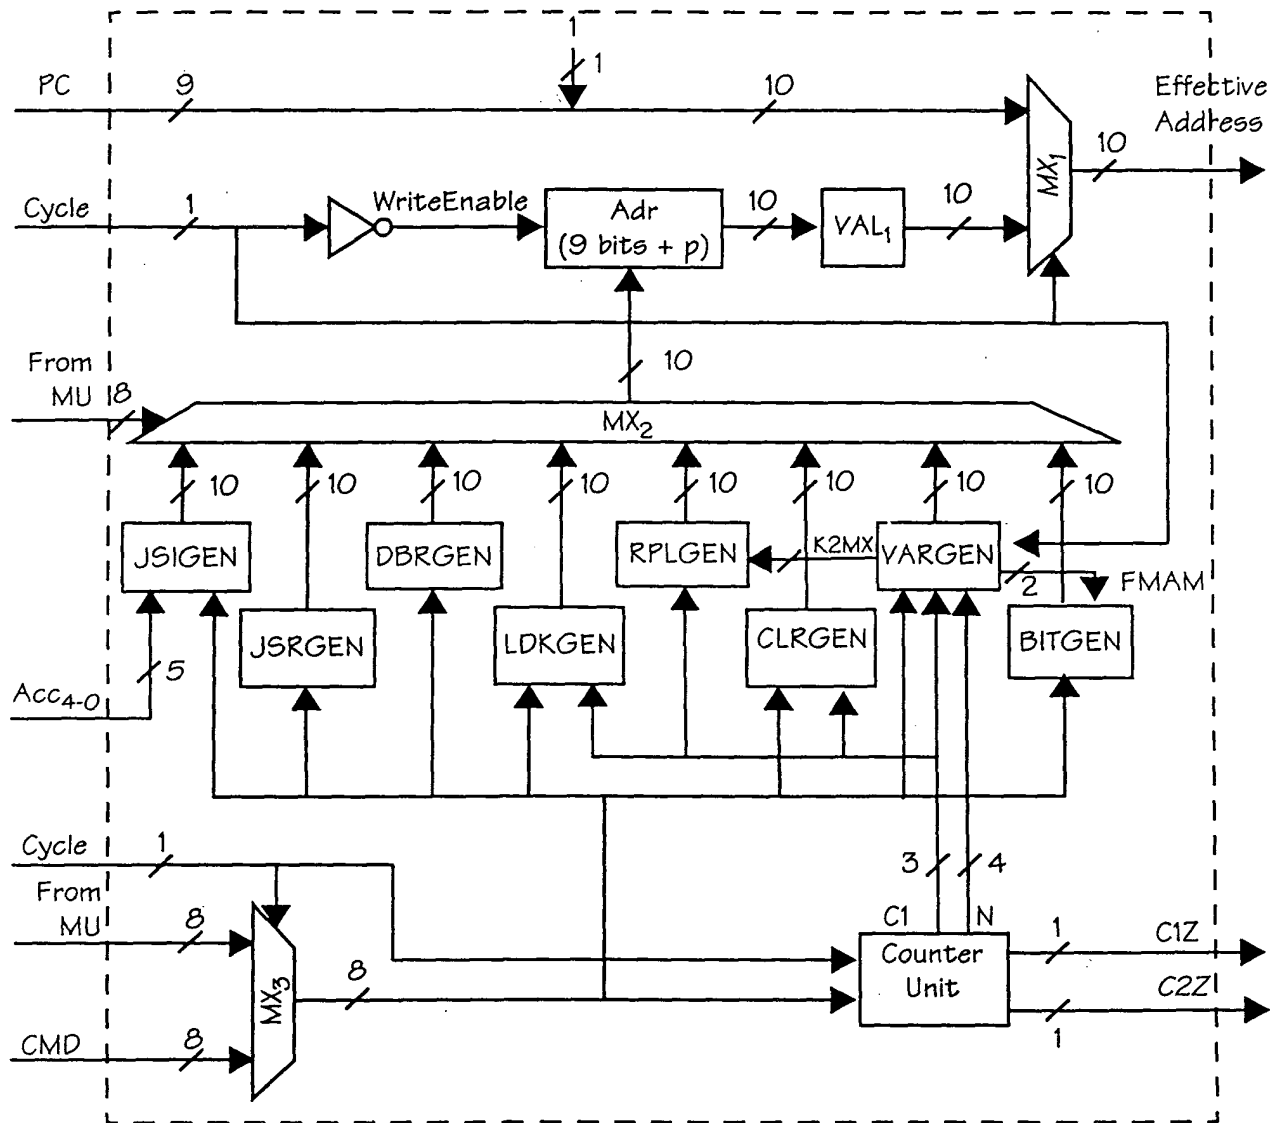 1
1
PC
9
10
Effective
Address
10
MX1
Cycle
1
WriteEnable
Adr
(9 bits + p)
10
VAL1
10
From
MU
8
10
MX2
10
10
10
10
10
10
10
10
JSIGEN
DBRGEN
RPLGEN
K2MX
VARGEN
2
FMAM
JSRGEN
LDKGEN
CLRGEN
BITGEN
5
Acc4-0
Cycle
1
3
4
From
MU
8
C1
N
Counter
Unit
1
C1Z
MX3
8
C2Z
1
CMD
8